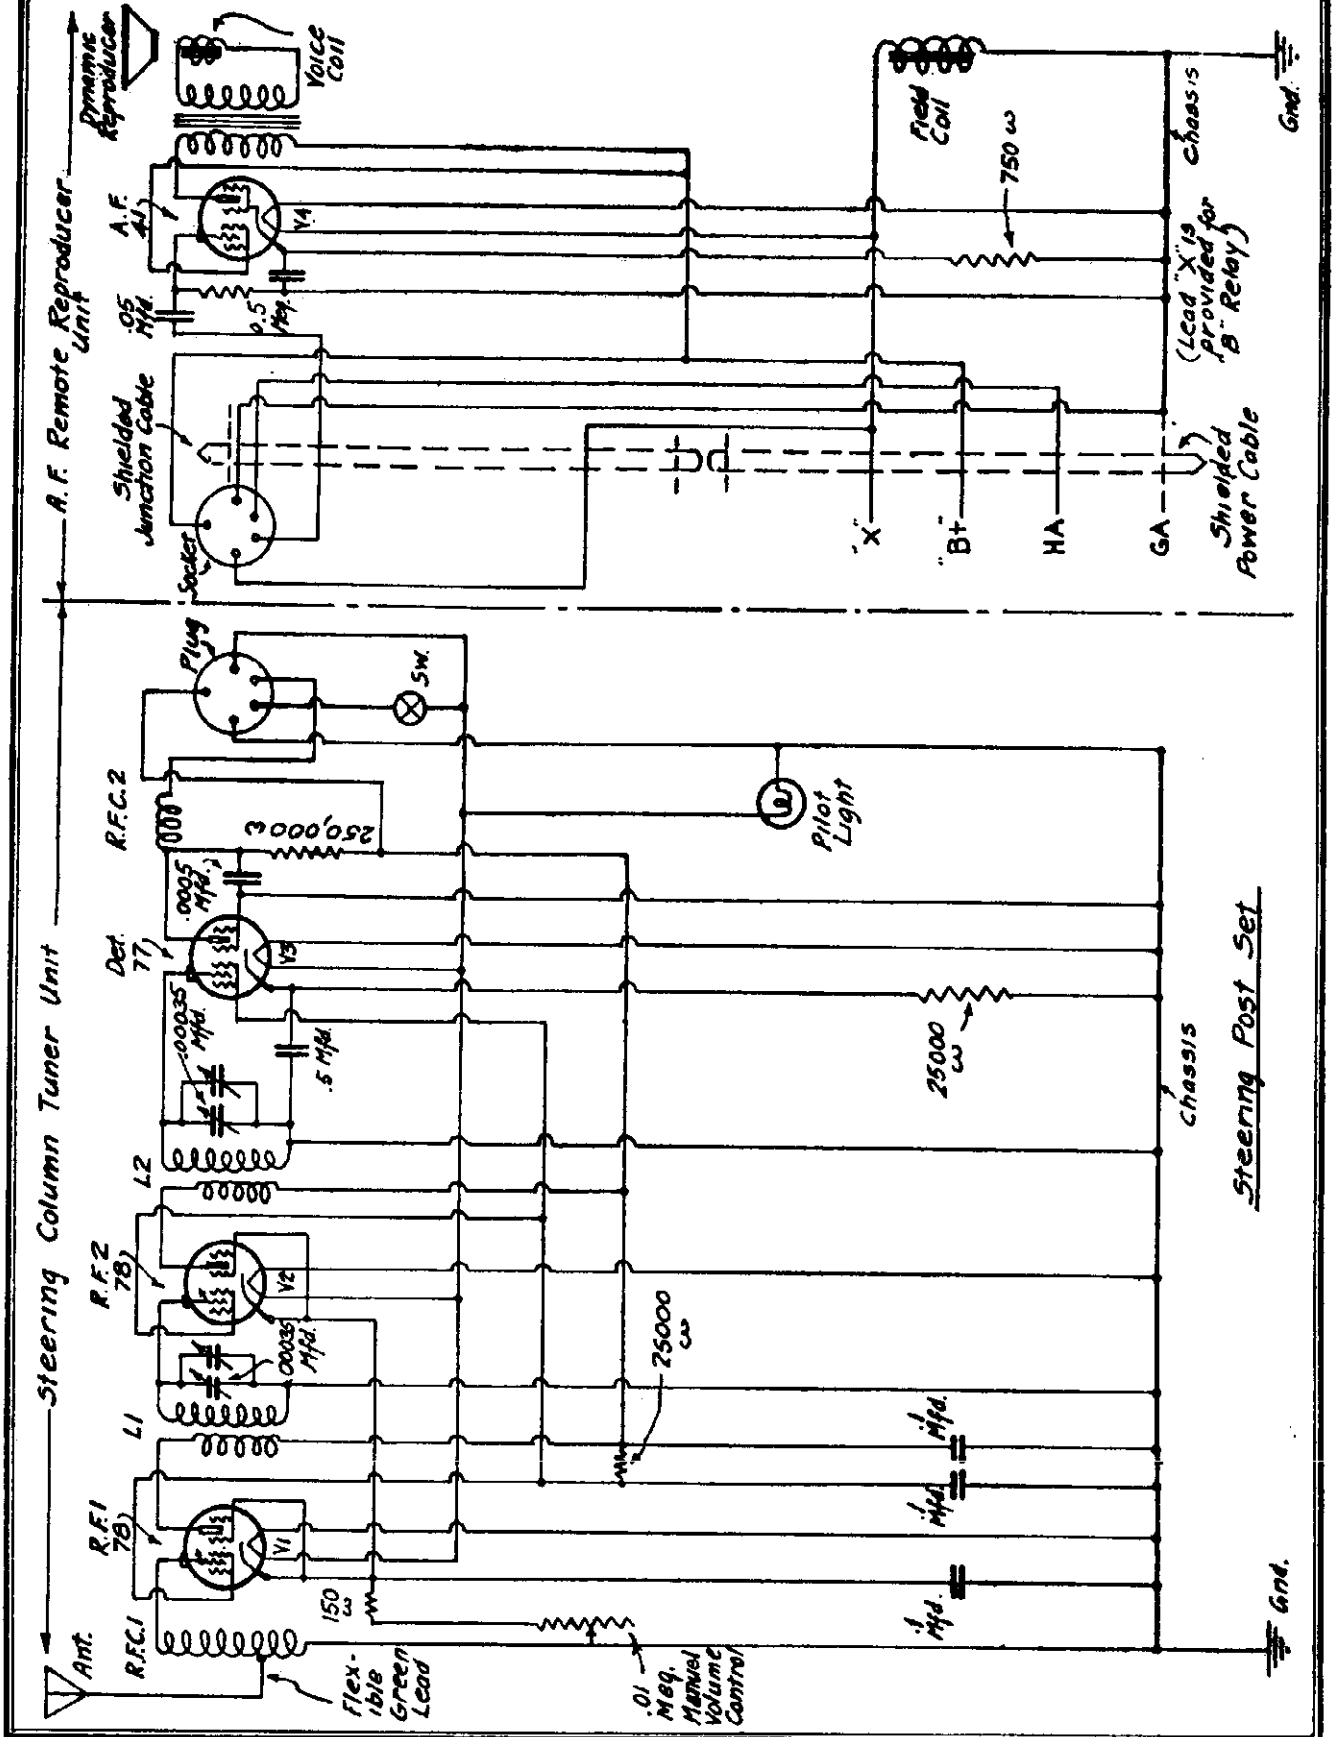 Steering Column Tuner Unit
A.F. Remote Reproducer
Unit
Ant.
R.F.C.1
R.F.1
78
V1
L1
R.F.2
78
V2
L2
Det.
77
V3
R.F.C.2
Plug
Socket
Shielded
Junction Cable
.05
Mfd.
A.F.
41
V4
Dynamic
Reproducer
Voice
Coil
Flex-
ible
Green
Lead
150
ω
.00035
Mfd.
.00035
Mfd.
.5 Mfd.
.0005
Mfd.
250,000 ω
SW.
0.5
Meg.
.01
Meg.
Manuel
Volume
Control
25000
ω
25000
ω
Pilot
Light
Field
Coil
750 ω
.1
Mfd.
.1
Mfd.
.1
Mfd.
"X"
"B+"
HA
GA
Chassis
Chassis
Gnd.
Gnd.
(Lead "X" is
provided for
"B" Relay)
Shielded
Power Cable
Steering Post Set